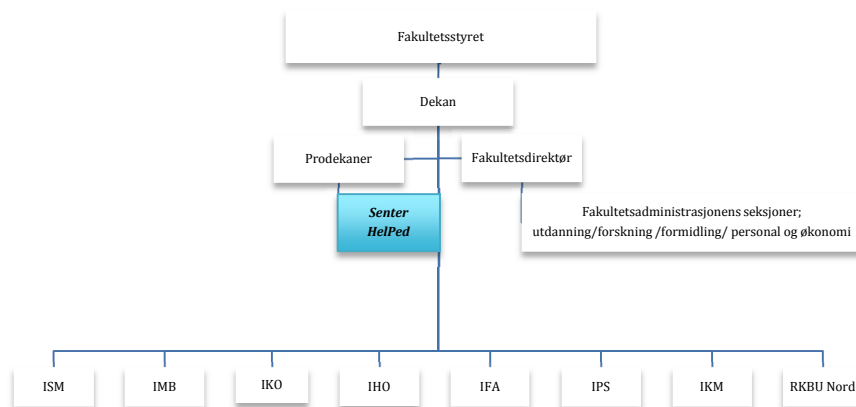 Fakultetsstyret
Dekan
Prodekaner
Fakultetsdirektør
Senter
HelPed
Fakultetsadministrasjonens seksjoner;
utdanning/forskning /formidling/ personal og økonomi
ISM
IMB
IKO
IHO
IFA
IPS
IKM
RKBU Nord